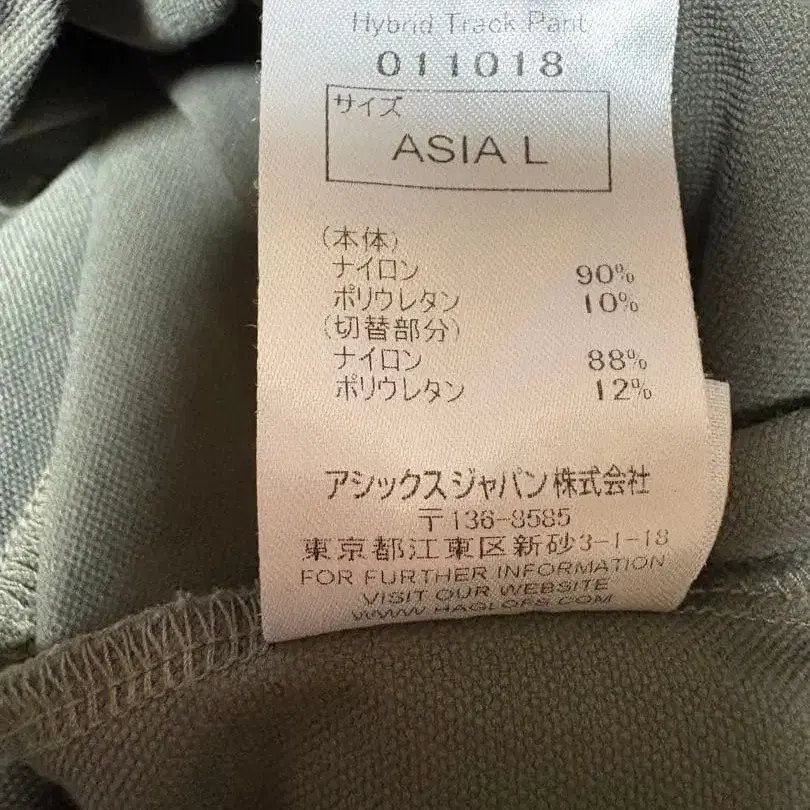 Hybrid Track Pant
011018
サイズ
ASIA L
(本体)
ナイロン 90%
ポリウレタン 10%
(切替部分)
ナイロン 88%
ポリウレタン 12%
アシックスジャパン株式会社
〒136-8585
東京都江東区新砂3-1-18
FOR FURTHER INFORMATION
VISIT OUR WEBSITE
WWW.HAGLOFS.COM